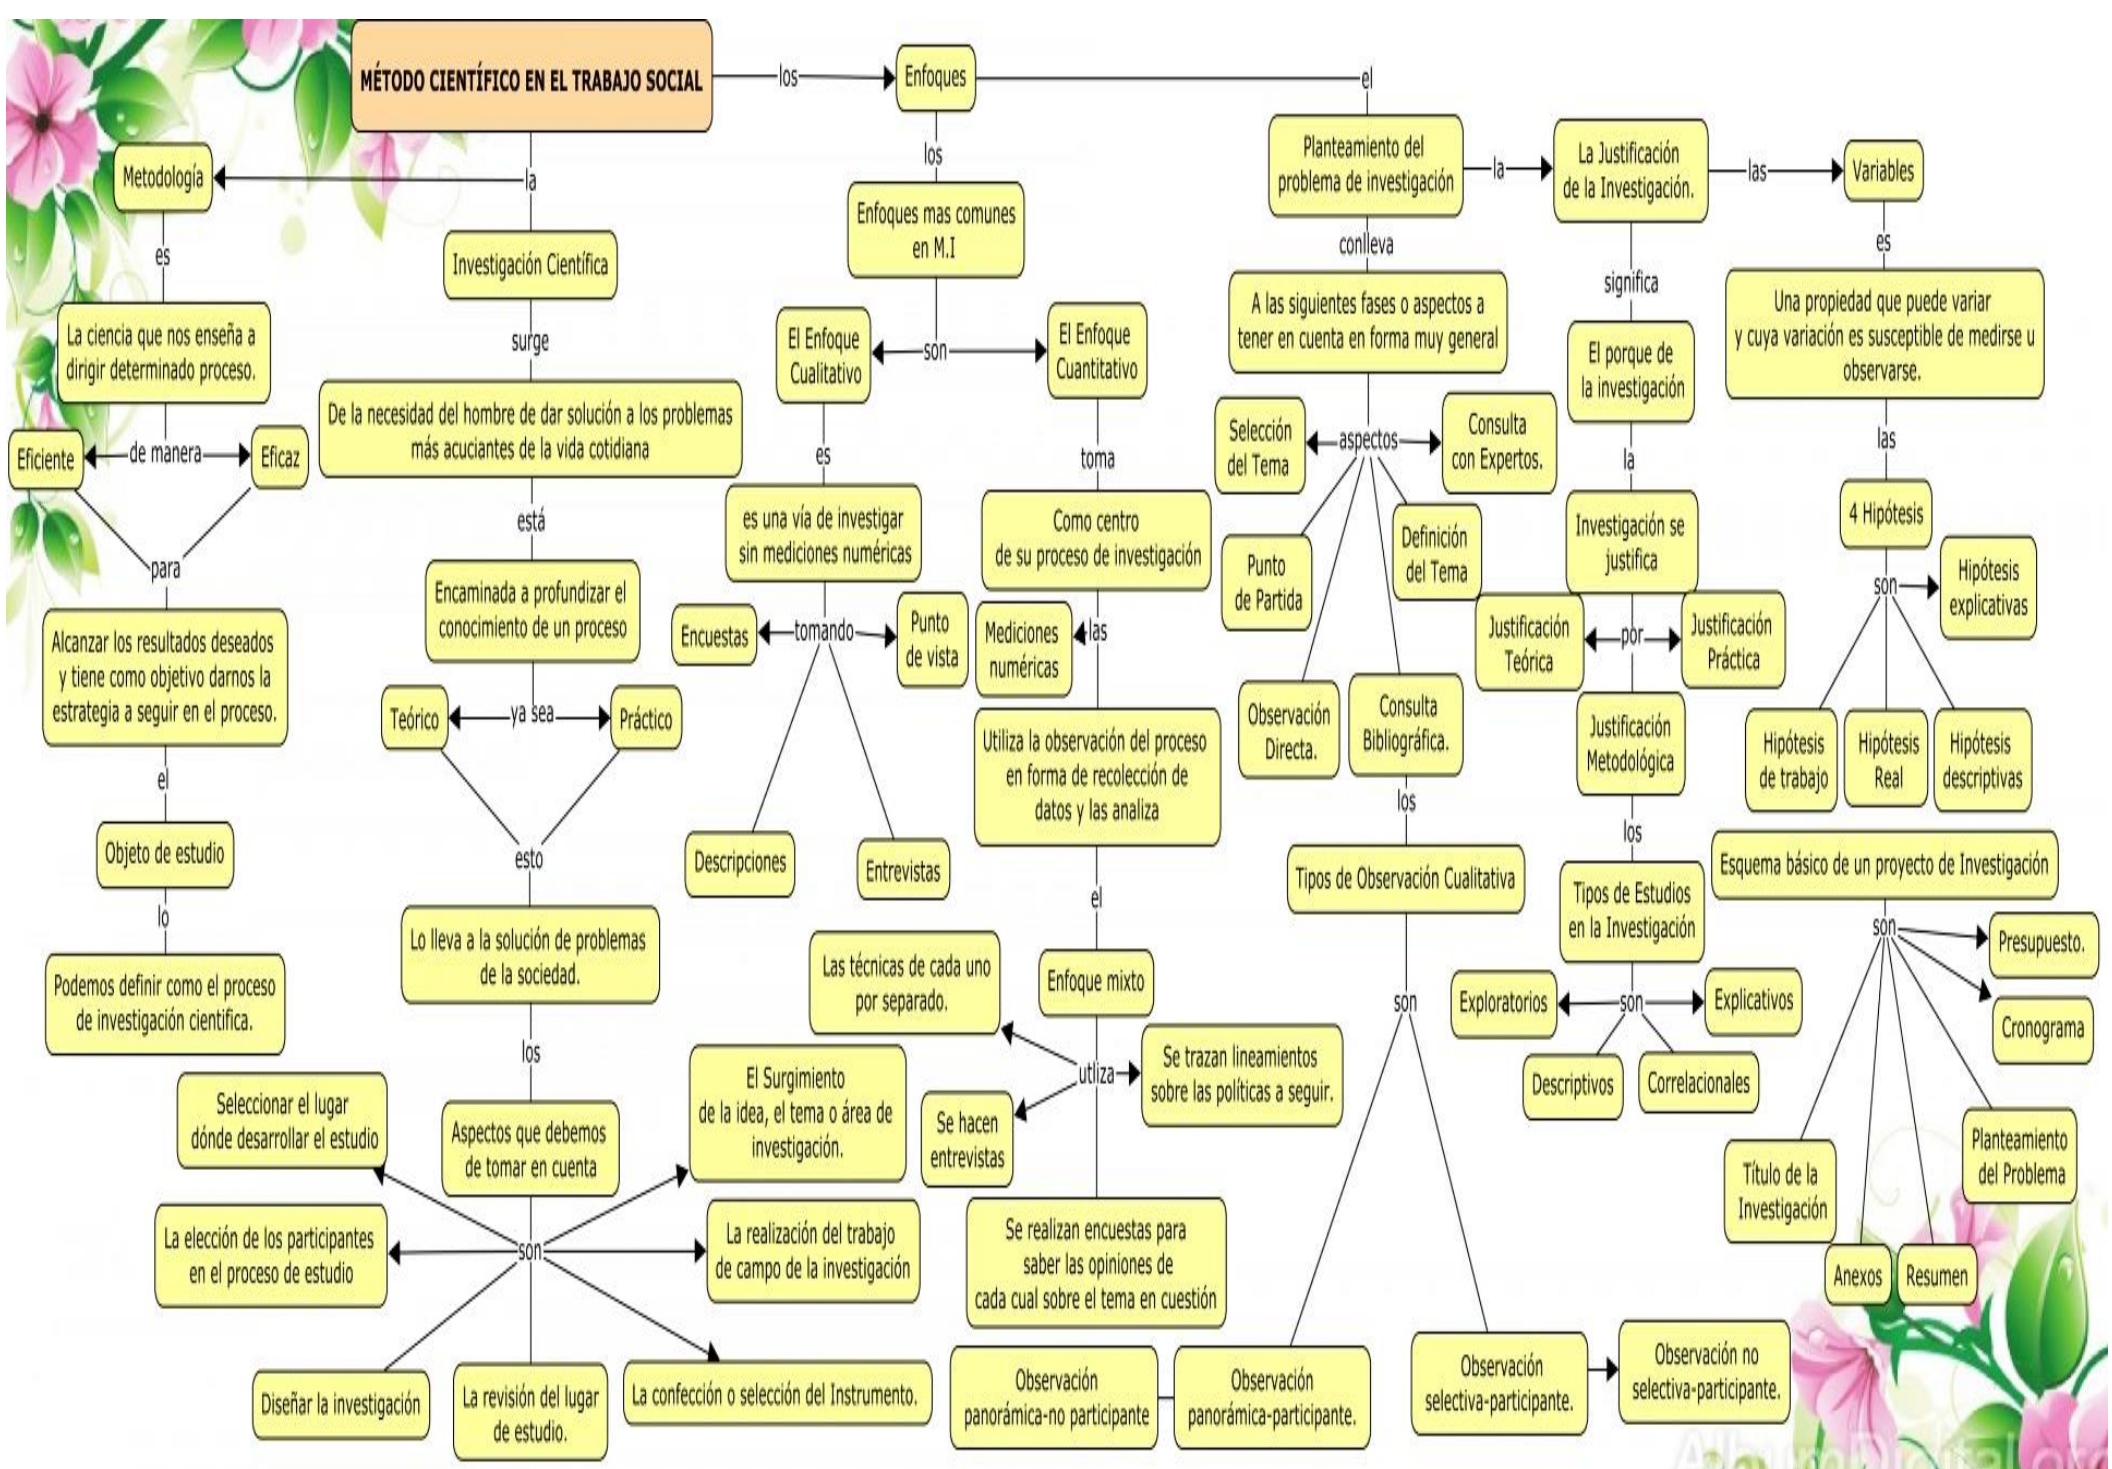 MÉTODO CIENTÍFICO EN EL TRABAJO SOCIAL
los
Enfoques
el
la
Metodología
es
La ciencia que nos enseña a
dirigir determinado proceso.
de manera
Eficiente
Eficaz
para
Alcanzar los resultados deseados
y tiene como objetivo darnos la
estrategia a seguir en el proceso.
el
Objeto de estudio
lo
Podemos definir como el proceso
de investigación científica.
Investigación Científica
surge
De la necesidad del hombre de dar solución a los problemas
más acuciantes de la vida cotidiana
está
Encaminada a profundizar el
conocimiento de un proceso
ya sea
Teórico
Práctico
esto
Lo lleva a la solución de problemas
de la sociedad.
los
Aspectos que debemos
de tomar en cuenta
son
Seleccionar el lugar
dónde desarrollar el estudio
El Surgimiento
de la idea, el tema o área de
investigación.
La elección de los participantes
en el proceso de estudio
La realización del trabajo
de campo de la investigación
Diseñar la investigación
La revisión del lugar
de estudio.
La confección o selección del Instrumento.
los
Enfoques mas comunes
en M.I
son
El Enfoque
Cualitativo
El Enfoque
Cuantitativo
es
es una vía de investigar
sin mediciones numéricas
tomando
Encuestas
Punto
de vista
Descripciones
Entrevistas
toma
Como centro
de su proceso de investigación
las
Mediciones
numéricas
Utiliza la observación del proceso
en forma de recolección de
datos y las analiza
el
Enfoque mixto
utliza
Las técnicas de cada uno
por separado.
Se trazan lineamientos
sobre las políticas a seguir.
Se hacen
entrevistas
Se realizan encuestas para
saber las opiniones de
cada cual sobre el tema en cuestión
Planteamiento del
problema de investigación
conlleva
A las siguientes fases o aspectos a
tener en cuenta en forma muy general
aspectos
Selección
del Tema
Consulta
con Expertos.
Punto
de Partida
Definición
del Tema
Observación
Directa.
Consulta
Bibliográfica.
los
Tipos de Observación Cualitativa
son
Observación
panorámica-no participante
Observación
panorámica-participante.
Observación
selectiva-participante.
Observación no
selectiva-participante.
la
La Justificación
de la Investigación.
significa
El porque de
la investigación
la
Investigación se
justifica
por
Justificación
Teórica
Justificación
Práctica
Justificación
Metodológica
los
Tipos de Estudios
en la Investigación
son
Exploratorios
Explicativos
Descriptivos
Correlacionales
las
Variables
es
Una propiedad que puede variar
y cuya variación es susceptible de medirse u
observarse.
las
4 Hipótesis
son
Hipótesis
explicativas
Hipótesis
de trabajo
Hipótesis
Real
Hipótesis
descriptivas
Esquema básico de un proyecto de Investigación
son
Presupuesto.
Cronograma
Planteamiento
del Problema
Título de la
Investigación
Anexos
Resumen
AlbumDigital.org